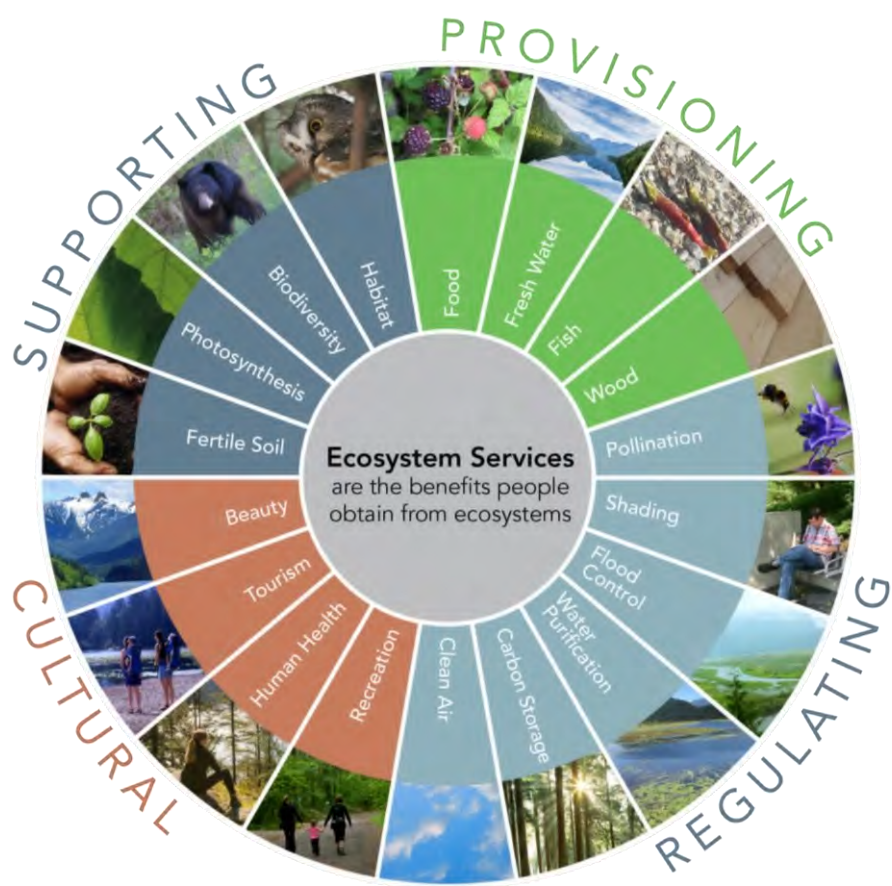 PROVISIONING
SUPPORTING
Habitat
Food
Fresh Water
Biodiversity
Fish
Photosynthesis
Wood
Fertile Soil
Pollination
Ecosystem Services
are the benefits people
obtain from ecosystems
Beauty
Shading
Tourism
Flood
Control
Human Health
Water
Purification
Recreation
Clean Air
Carbon Storage
CULTURAL
REGULATING